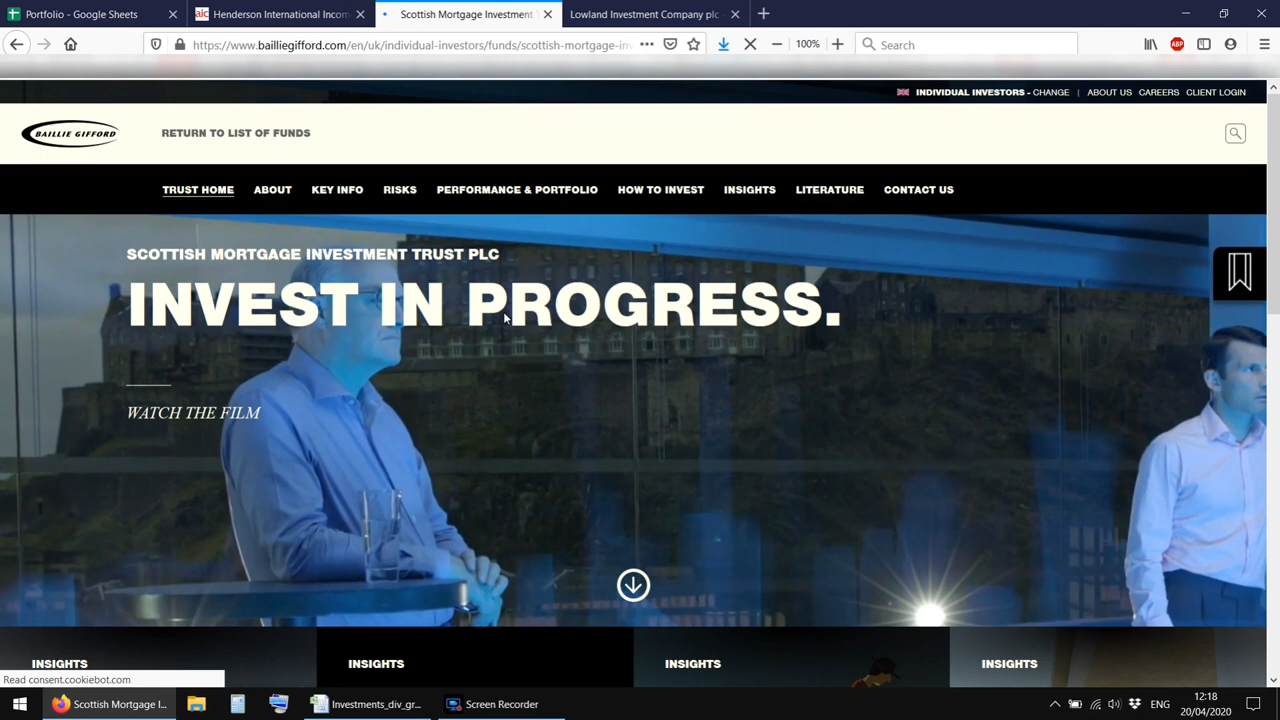 Portfolio - Google Sheets
Henderson International Incom
Scottish Mortgage Investment T
Lowland Investment Company plc -
https://www.bailliegifford.com/en/uk/individual-investors/funds/scottish-mortgage-inv
100%
Search
ABP
INDIVIDUAL INVESTORS - CHANGE | ABOUT US CAREERS CLIENT LOGIN
BAILLIE GIFFORD
RETURN TO LIST OF FUNDS
TRUST HOME ABOUT KEY INFO RISKS PERFORMANCE & PORTFOLIO HOW TO INVEST INSIGHTS LITERATURE CONTACT US
SCOTTISH MORTGAGE INVESTMENT TRUST PLC
INVEST IN PROGRESS.
WATCH THE FILM
INSIGHTS INSIGHTS INSIGHTS INSIGHTS
Read consent.cookiebot.com
Scottish Mortgage I...
Investments_div_gr...
Screen Recorder
ENG
12:18
20/04/2020